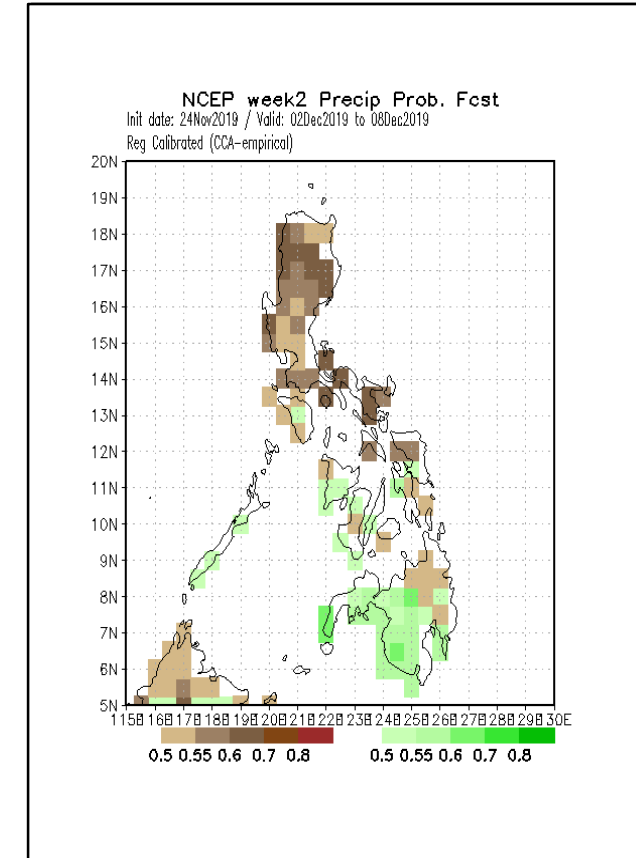 NCEP week2 Precip Prob. Fcst
Init date: 24Nov2019 / Valid: 02Dec2019 to 08Dec2019
Reg Calibrated (CCA-empirical)
20N
19N
18N
17N
16N
15N
14N
13N
12N
11N
10N
9N
8N
7N
6N
5N
115E 116E 117E 118E 119E 120E 121E 122E 123E 124E 125E 126E 127E 128E 129E 130E
0.5 0.55 0.6 0.7 0.8 0.5 0.55 0.6 0.7 0.8